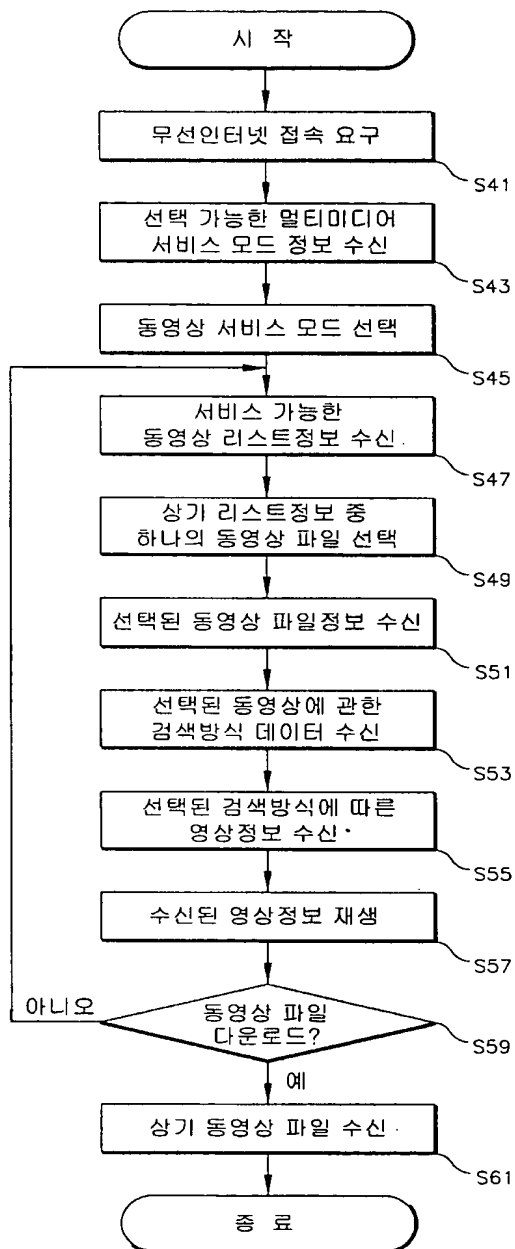 시 작
무선인터넷 접속 요구
S41
선택 가능한 멀티미디어
서비스 모드 정보 수신
S43
동영상 서비스 모드 선택
S45
서비스 가능한
동영상 리스트정보 수신
S47
상기 리스트정보 중
하나의 동영상 파일 선택
S49
선택된 동영상 파일정보 수신
S51
선택된 동영상에 관한
검색방식 데이터 수신
S53
선택된 검색방식에 따른
영상정보 수신
S55
수신된 영상정보 재생
S57
아니오
동영상 파일
다운로드?
S59
예
상기 동영상 파일 수신
S61
종 료